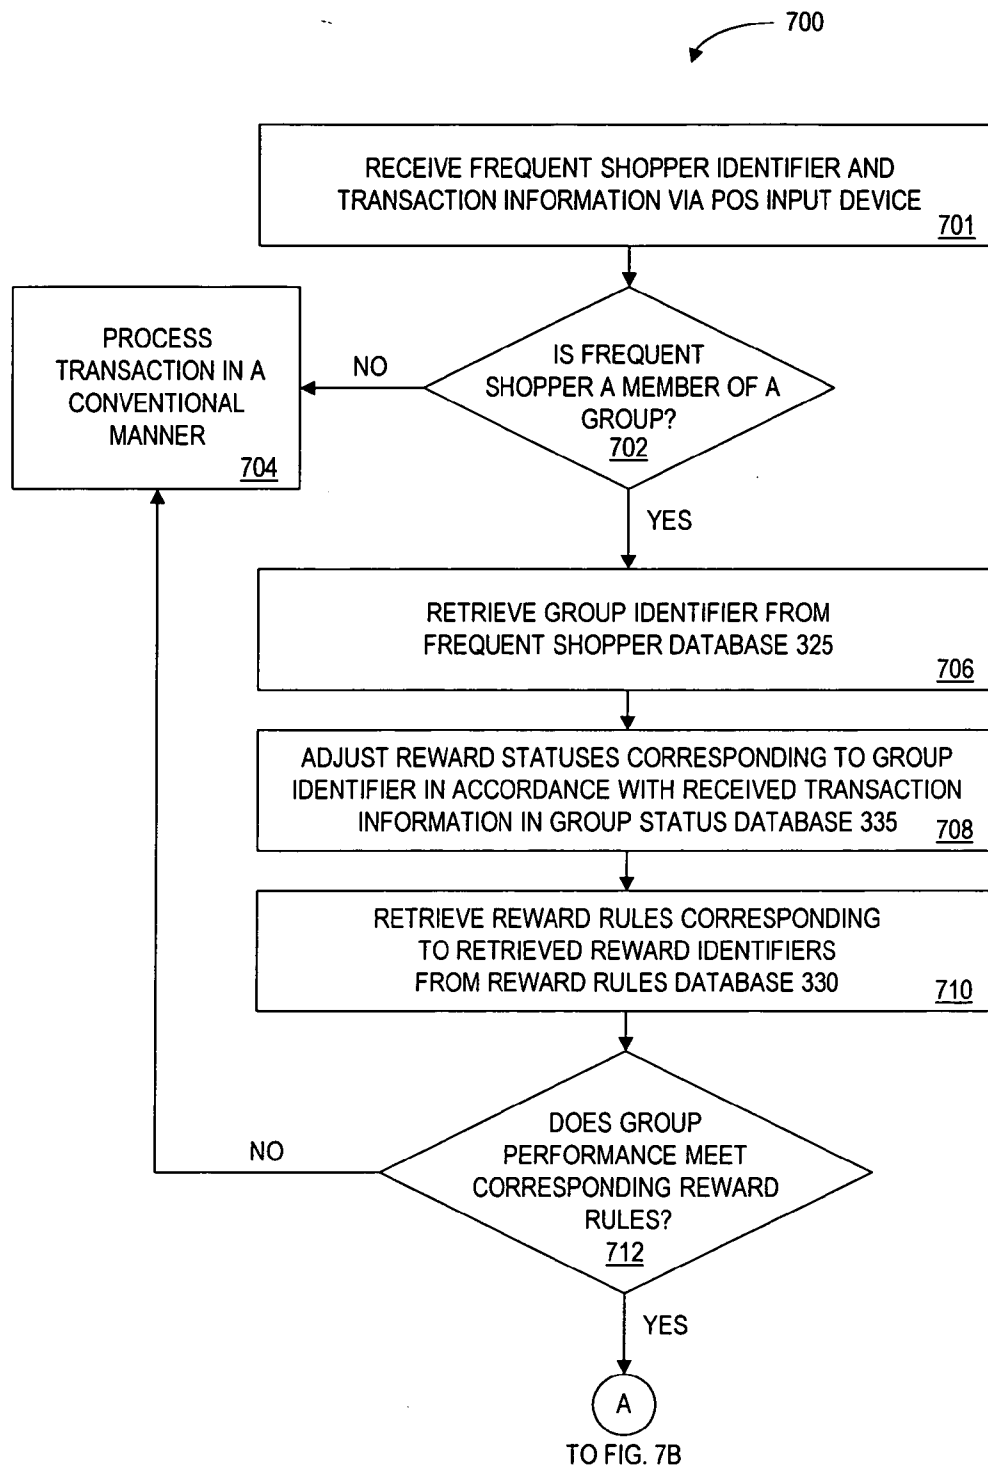 700
RECEIVE FREQUENT SHOPPER IDENTIFIER AND
TRANSACTION INFORMATION VIA POS INPUT DEVICE
701
PROCESS
TRANSACTION IN A
CONVENTIONAL
MANNER
704
NO
IS FREQUENT
SHOPPER A MEMBER OF A
GROUP?
702
YES
RETRIEVE GROUP IDENTIFIER FROM
FREQUENT SHOPPER DATABASE 325
706
ADJUST REWARD STATUSES CORRESPONDING TO GROUP
IDENTIFIER IN ACCORDANCE WITH RECEIVED TRANSACTION
INFORMATION IN GROUP STATUS DATABASE 335
708
RETRIEVE REWARD RULES CORRESPONDING
TO RETRIEVED REWARD IDENTIFIERS
FROM REWARD RULES DATABASE 330
710
NO
DOES GROUP
PERFORMANCE MEET
CORRESPONDING REWARD
RULES?
712
YES
A
TO FIG. 7B